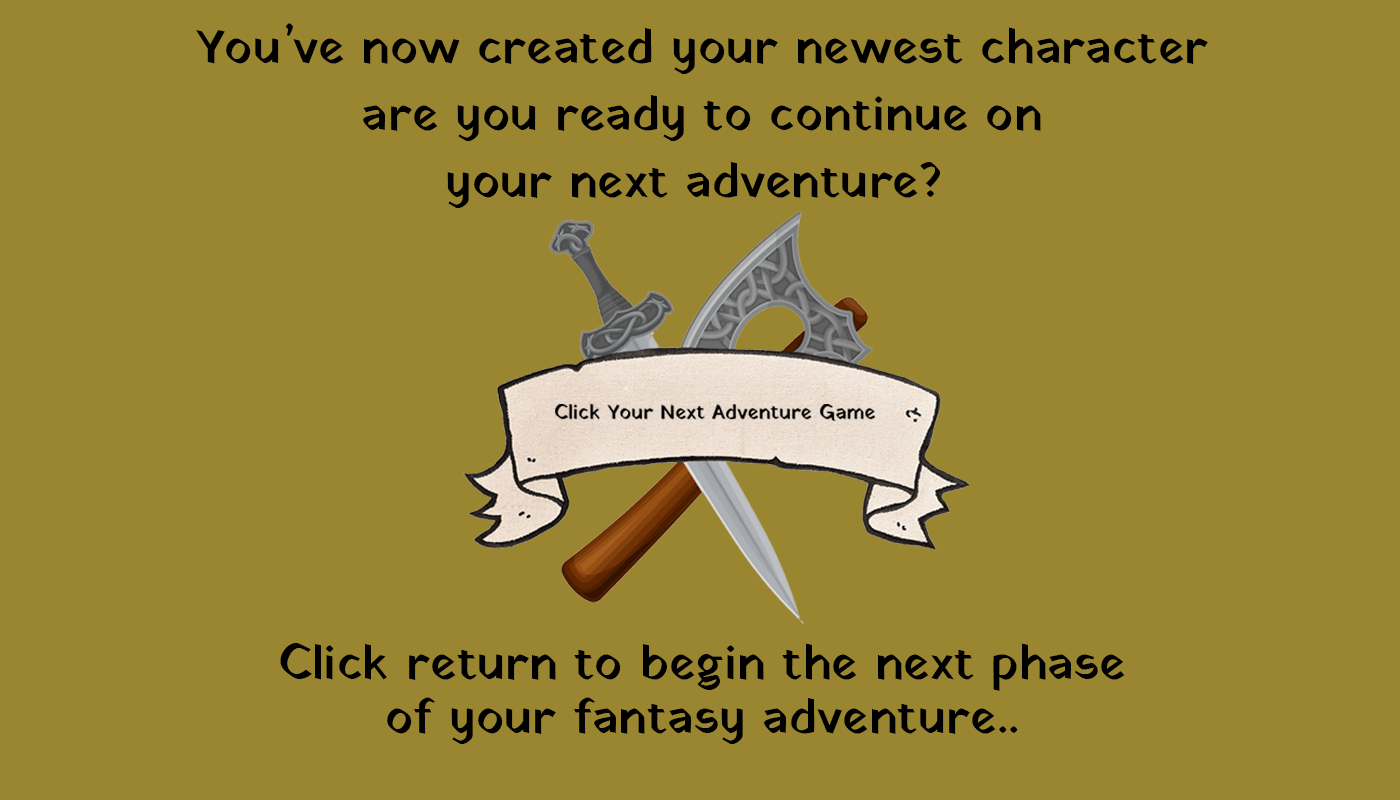 You've now created your newest character
are you ready to continue on
your next adventure?
Click Your Next Adventure Game
Click return to begin the next phase
of your fantasy adventure..